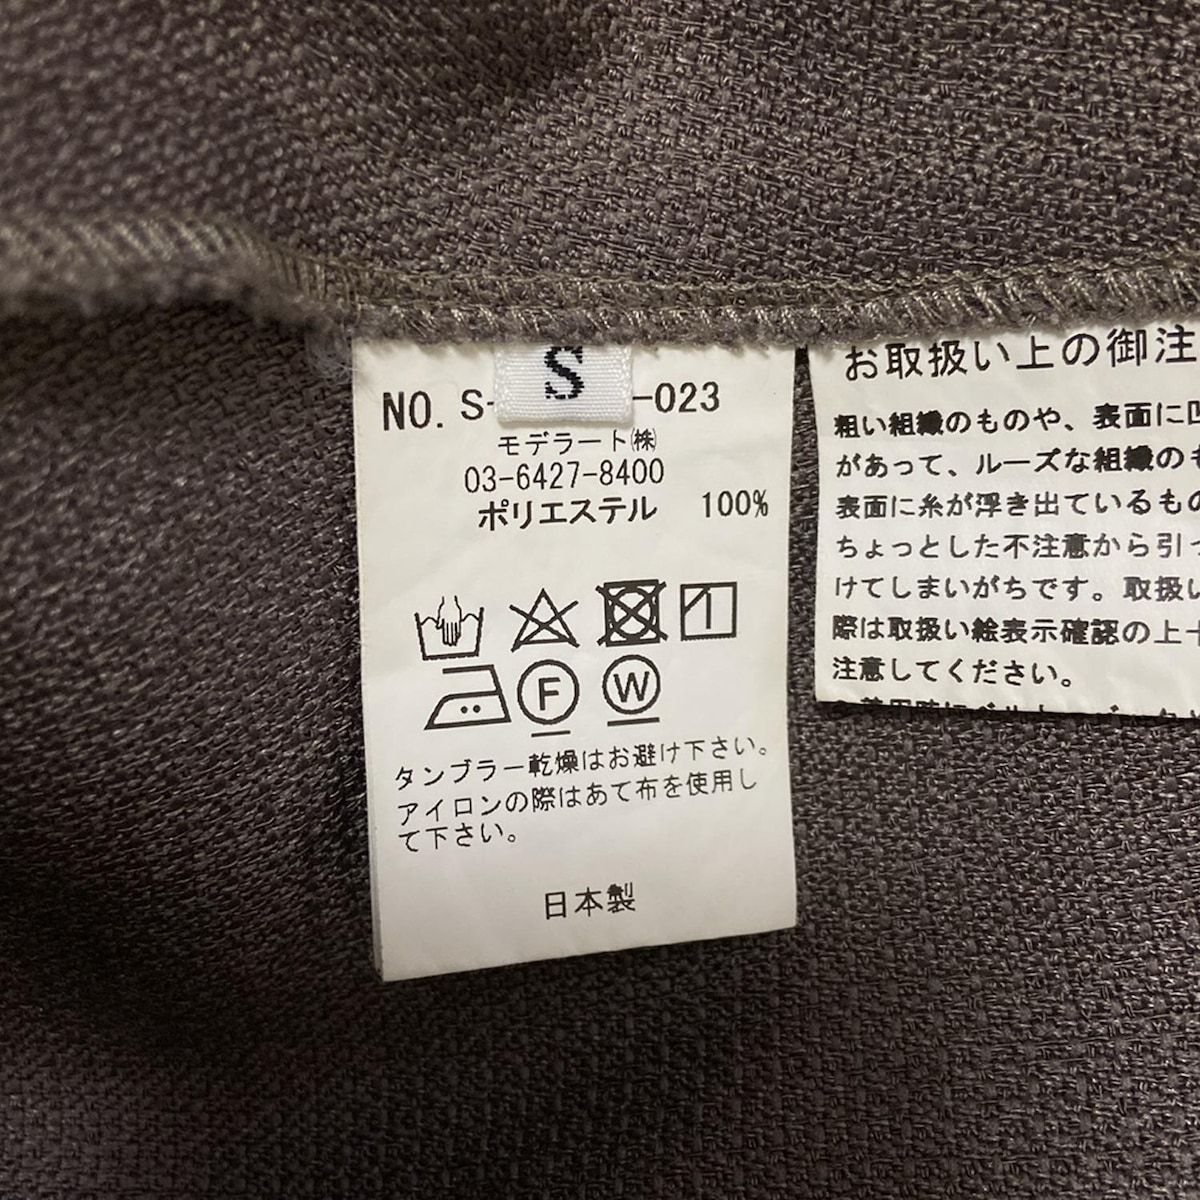 S
NO. S- -023
モデラート㈱
03-6427-8400
ポリエステル 100%
F W
タンブラー乾燥はお避け下さい。
アイロンの際はあて布を使用し
て下さい。
日本製
お取扱い上の御注
粗い組織のものや、表面に凹
があって、ルーズな組織のも
表面に糸が浮き出ているもの
ちょっとした不注意から引っ
けてしまいがちです。取扱い
際は取扱い絵表示確認の上十
注意してください。